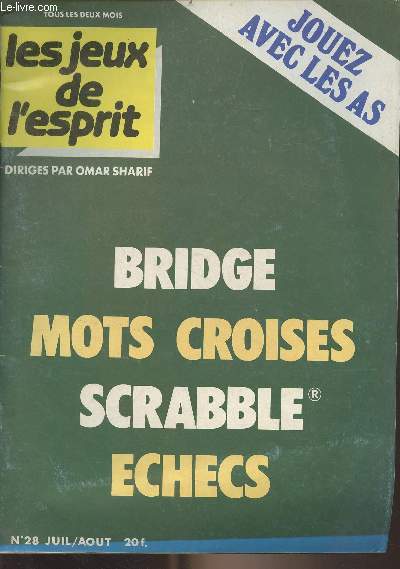 © Le-livre.com
TOUS LES DEUX MOIS
les jeux
de
l'esprit
DIRIGES PAR OMAR SHARIF
JOUEZ
AVEC LES AS
BRIDGE
MOTS CROISES
SCRABBLE®
ECHECS
N°28 JUIL/AOUT 20f.